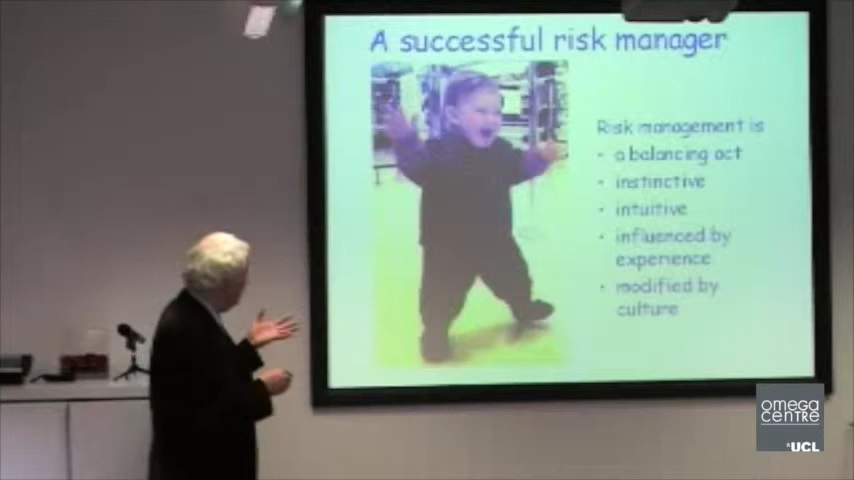 A successful risk manager
Risk management is
- a balancing act
- instinctive
- intuitive
- influenced by
experience
- modified by
culture
omega
centre
UCL